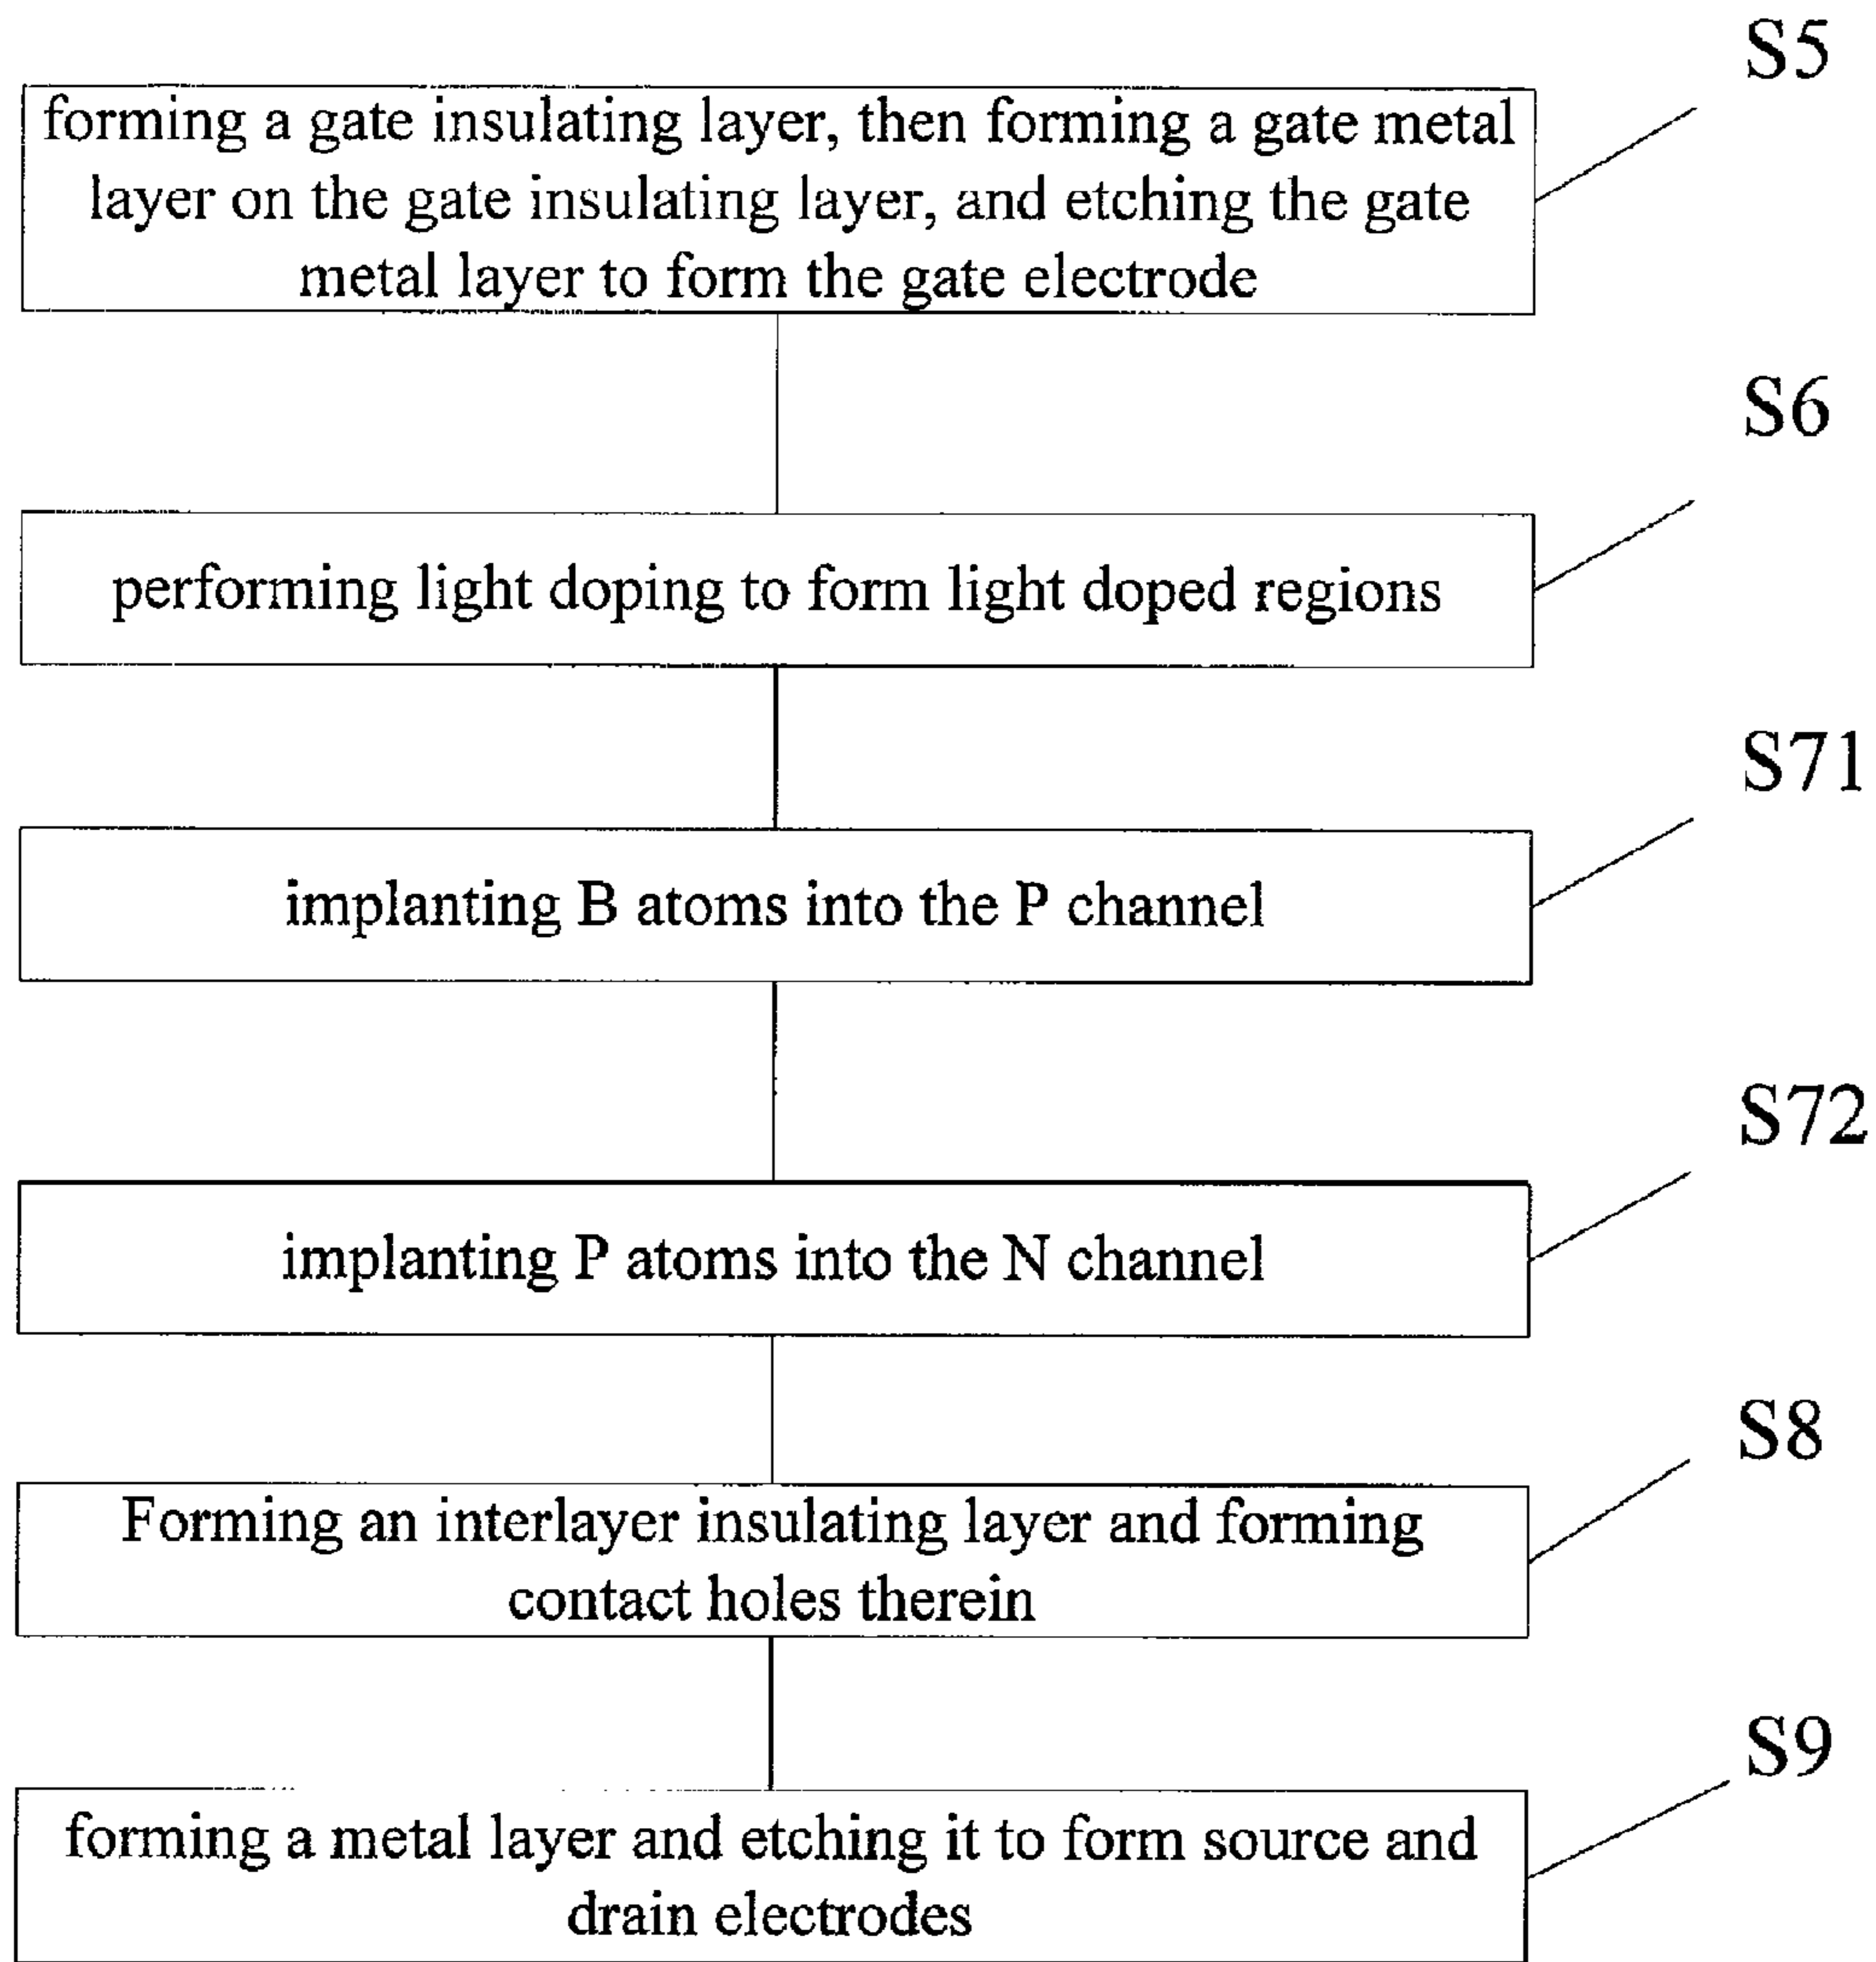 S5
forming a gate insulating layer, then forming a gate metal
layer on the gate insulating layer, and etching the gate
metal layer to form the gate electrode
S6
performing light doping to form light doped regions
S71
implanting B atoms into the P channel
S72
implanting P atoms into the N channel
S8
Forming an interlayer insulating layer and forming
contact holes therein
S9
forming a metal layer and etching it to form source and
drain electrodes